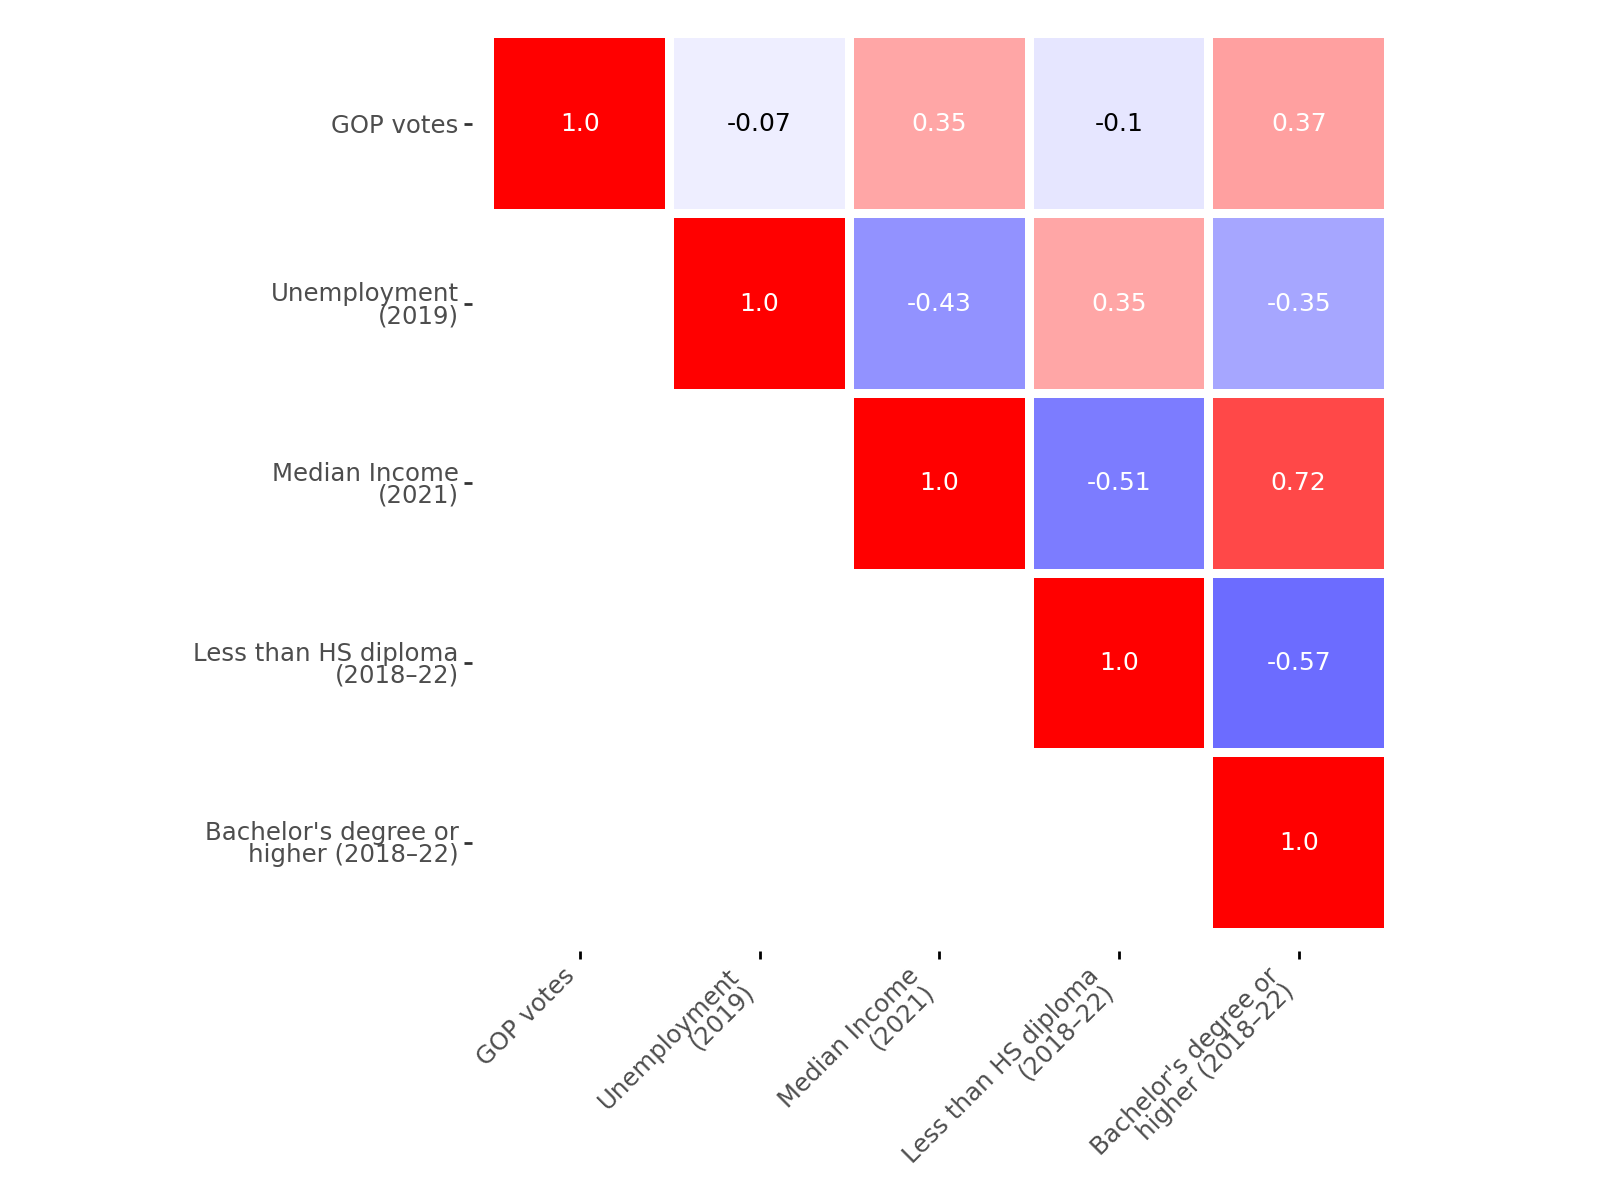 GOP votes
1.0
-0.07
0.35
-0.1
0.37
Unemployment
(2019)
1.0
-0.43
0.35
-0.35
Median Income
(2021)
1.0
-0.51
0.72
Less than HS diploma
(2018–22)
1.0
-0.57
Bachelor's degree or
higher (2018–22)
1.0
GOP votes
Unemployment
(2019)
Median Income
(2021)
Less than HS diploma
(2018–22)
Bachelor's degree or
higher (2018–22)